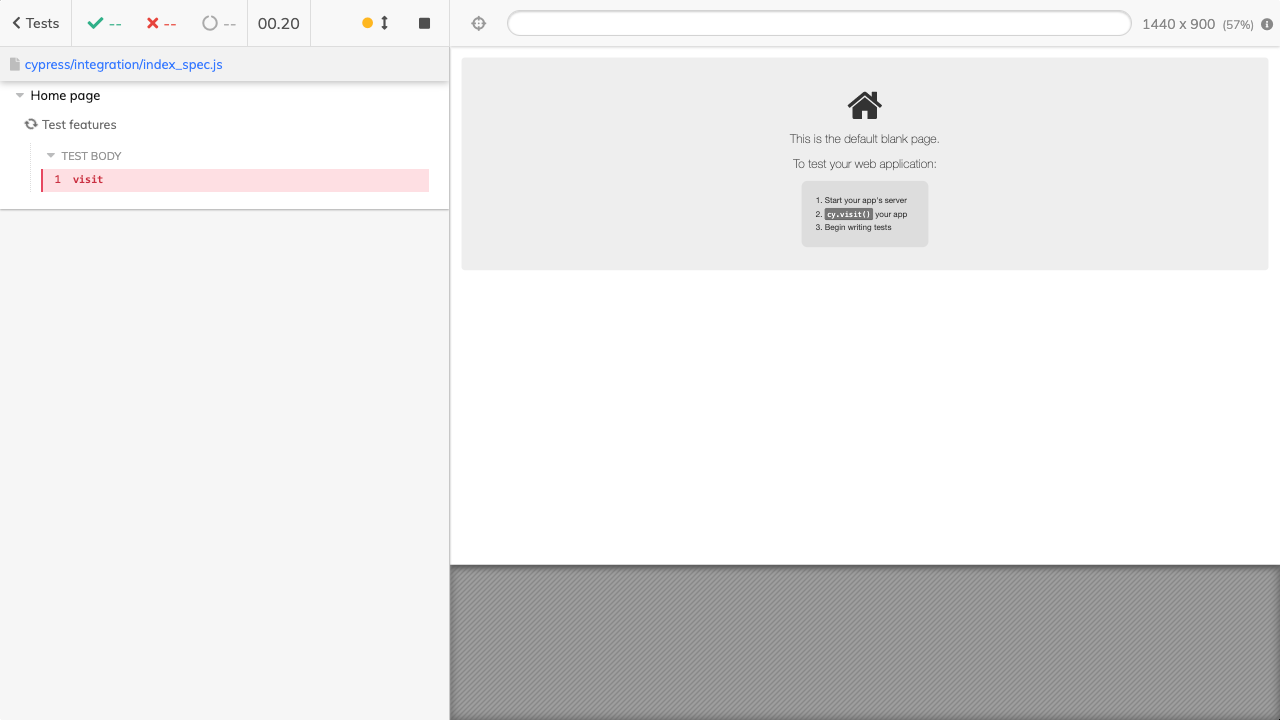 Tests
--
--
--
00.20
1440 x 900 (57%)
cypress/integration/index_spec.js
Home page
Test features
TEST BODY
1 visit
This is the default blank page.
To test your web application:
1. Start your app's server
2. cy.visit() your app
3. Begin writing tests